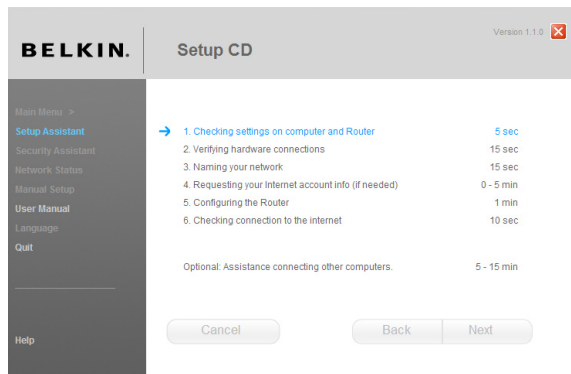 Version 1.1.0
BELKIN.
Setup CD
Main Menu >
Setup Assistant
Security Assistant
Network Status
Manual Setup
User Manual
Language
Quit
Help
1. Checking settings on computer and Router 5 sec
2. Verifying hardware connections 15 sec
3. Naming your network 15 sec
4. Requesting your Internet account info (if needed) 0 - 5 min
5. Configuring the Router 1 min
6. Checking connection to the internet 10 sec
Optional: Assistance connecting other computers. 5 - 15 min
Cancel
Back
Next